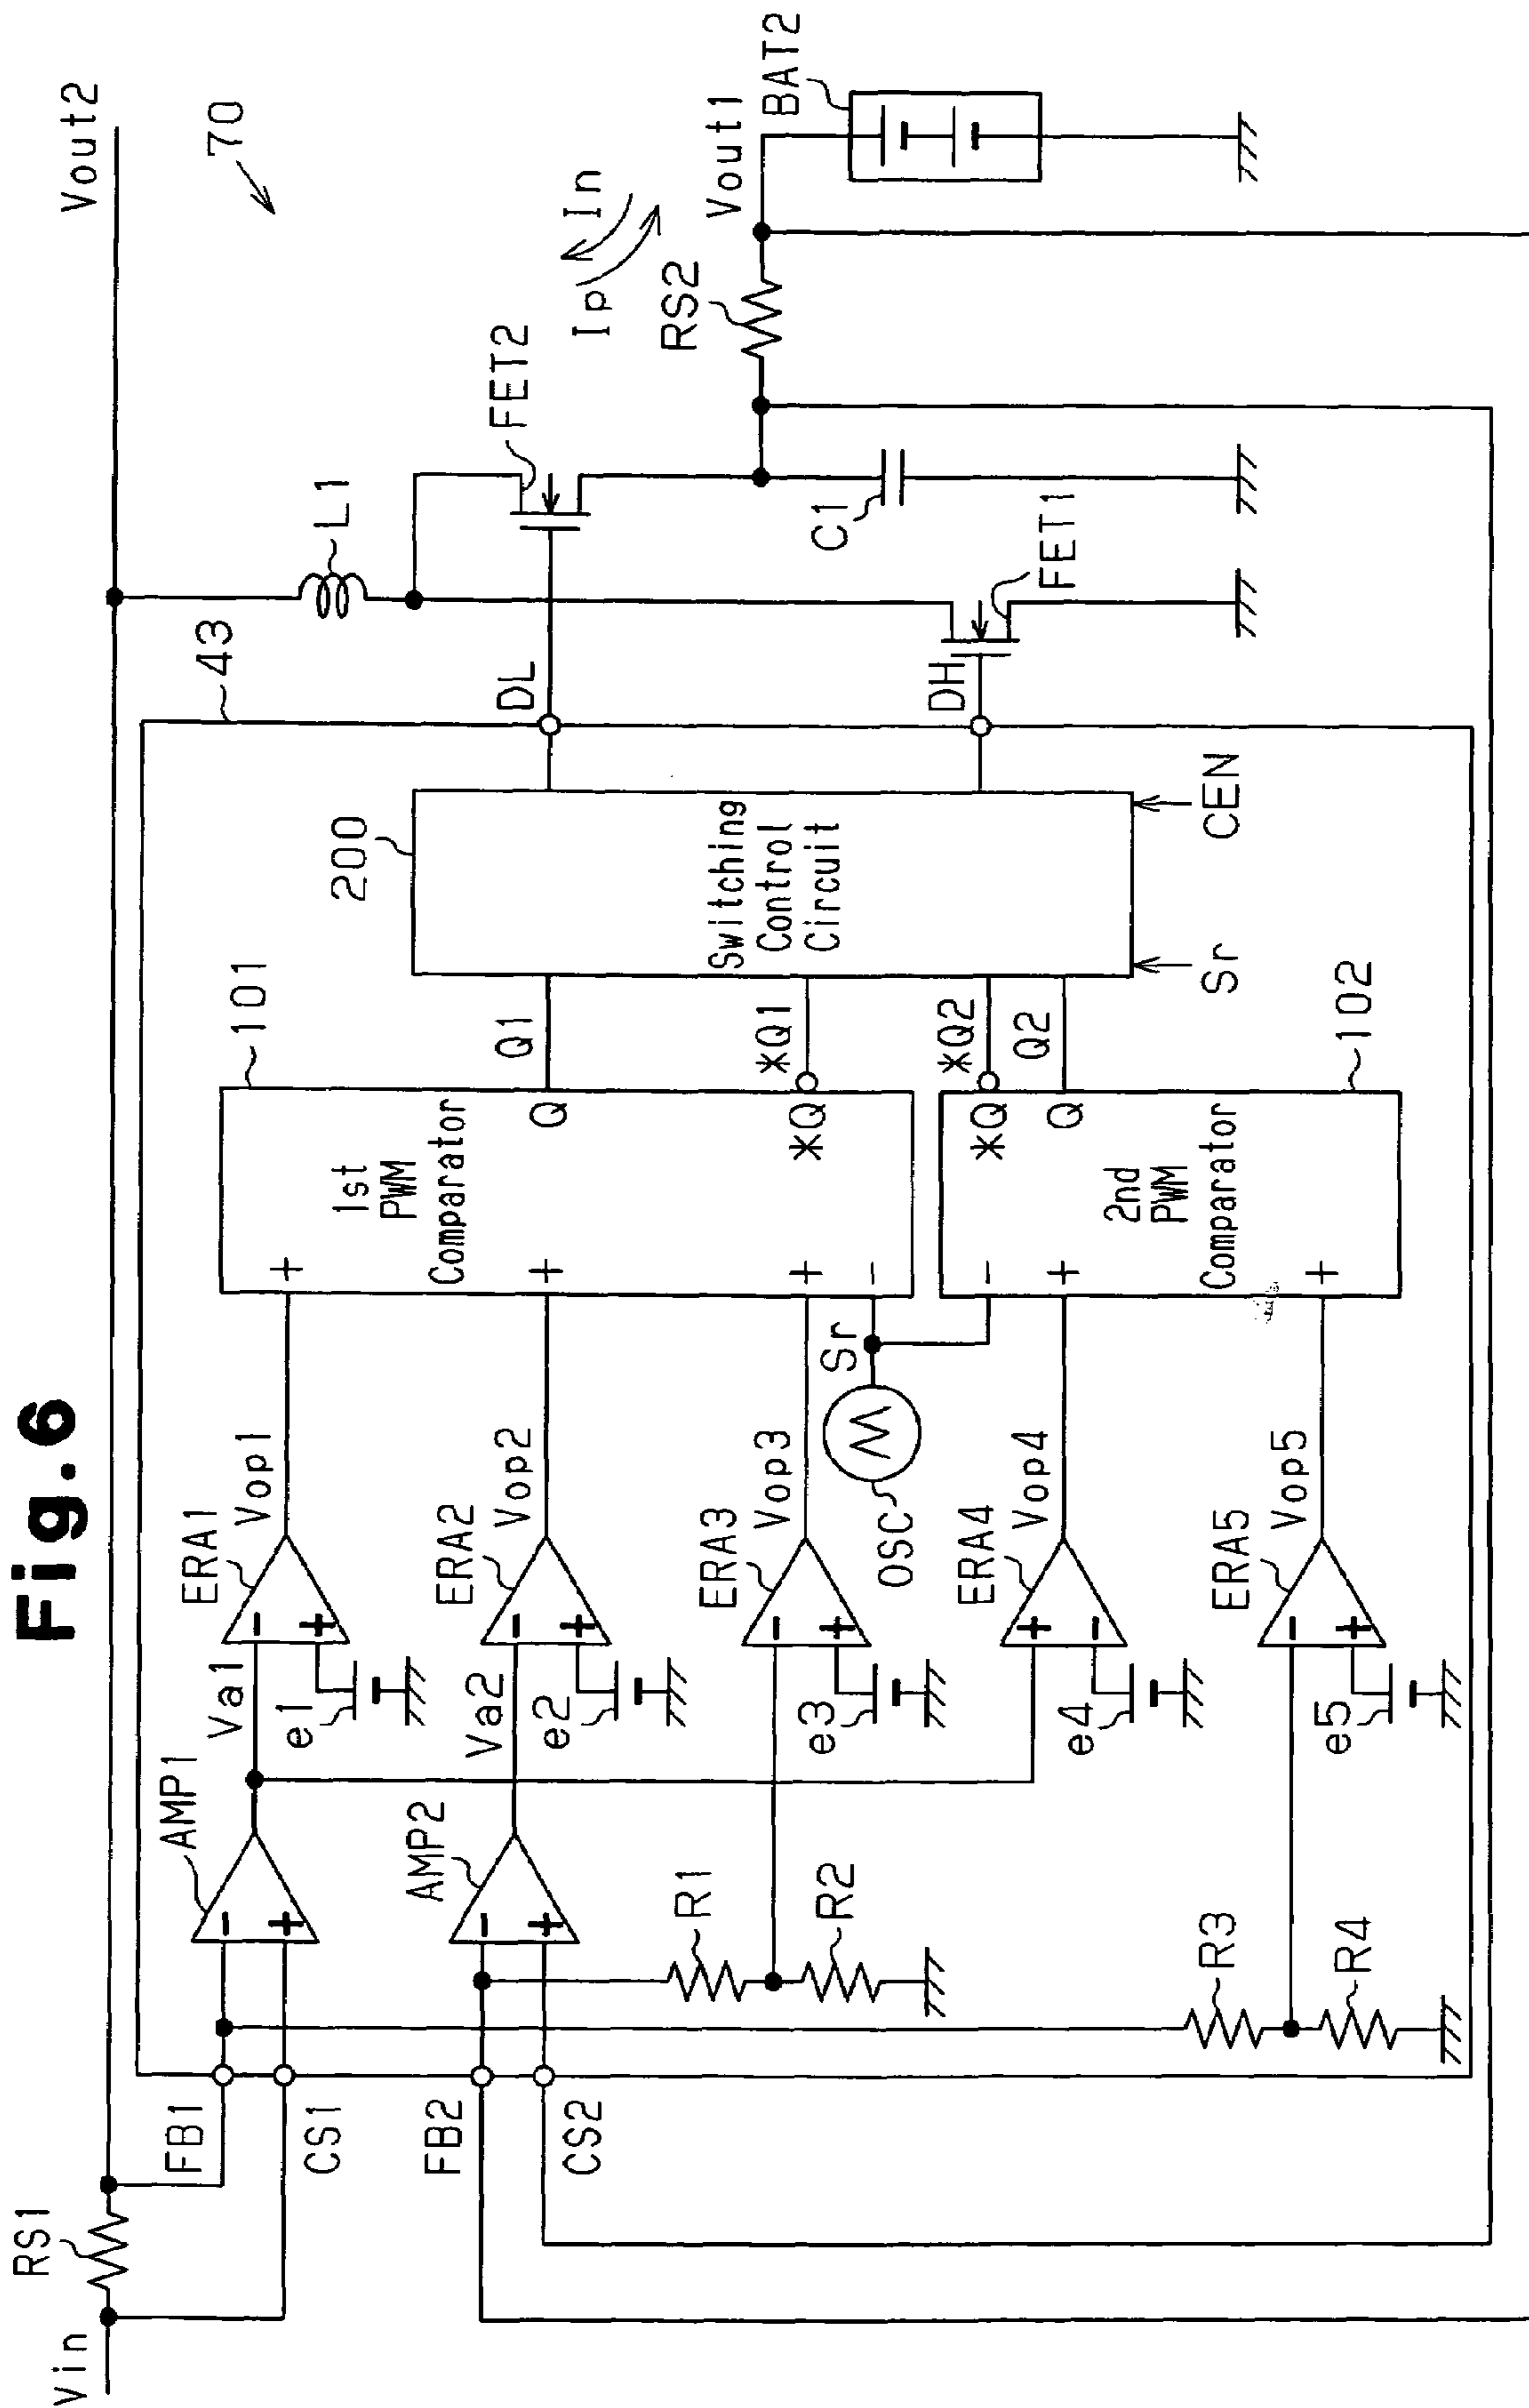 Fig.6
Vin
RS1
Vout2
70
43
L1
FB1
CS1
FB2
CS2
AMP1
Va1
ERA1
e1
Vop1
AMP2
Va2
ERA2
e2
Vop2
R1
R2
ERA3
e3
Vop3
OSC
Sr
ERA4
e4
Vop4
R3
R4
ERA5
e5
Vop5
101
1st
PWM
Comparator
+
+
+
-
Q
*Q
Q1
*Q1
2nd
PWM
Comparator
-
+
+
*Q
Q
*Q2
Q2
102
200
Switching
Control
Circuit
Sr
CEN
DL
DH
FET2
FET1
C1
Ip
In
RS2
Vout1
BAT2